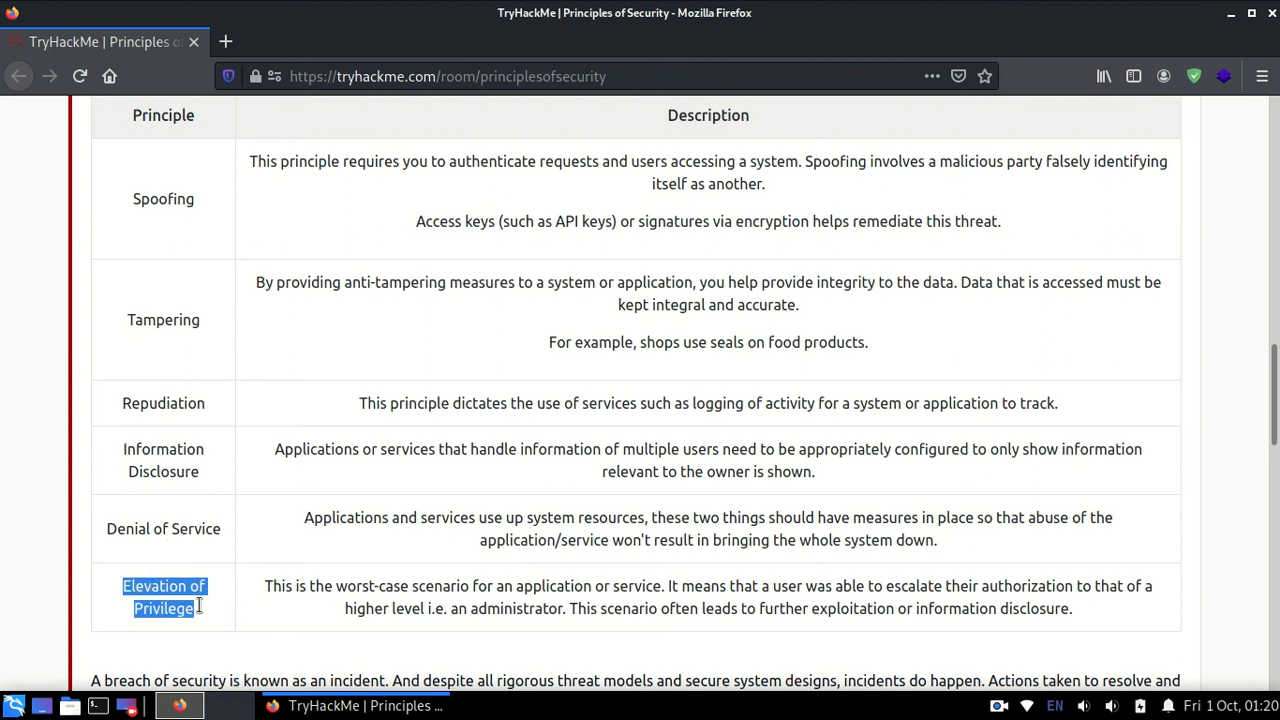 TryHackMe | Principles of Security - Mozilla Firefox
TryHackMe | Principles o
https://tryhackme.com/room/principlesofsecurity
Principle
Description
Spoofing
This principle requires you to authenticate requests and users accessing a system. Spoofing involves a malicious party falsely identifying
itself as another.
Access keys (such as API keys) or signatures via encryption helps remediate this threat.
Tampering
By providing anti-tampering measures to a system or application, you help provide integrity to the data. Data that is accessed must be
kept integral and accurate.
For example, shops use seals on food products.
Repudiation
This principle dictates the use of services such as logging of activity for a system or application to track.
Information
Disclosure
Applications or services that handle information of multiple users need to be appropriately configured to only show information
relevant to the owner is shown.
Denial of Service
Applications and services use up system resources, these two things should have measures in place so that abuse of the
application/service won't result in bringing the whole system down.
Elevation of
Privilege
This is the worst-case scenario for an application or service. It means that a user was able to escalate their authorization to that of a
higher level i.e. an administrator. This scenario often leads to further exploitation or information disclosure.
A breach of security is known as an incident. And despite all rigorous threat models and secure system designs, incidents do happen. Actions taken to resolve and
TryHackMe | Principles ...
EN
Fri 1 Oct, 01:20